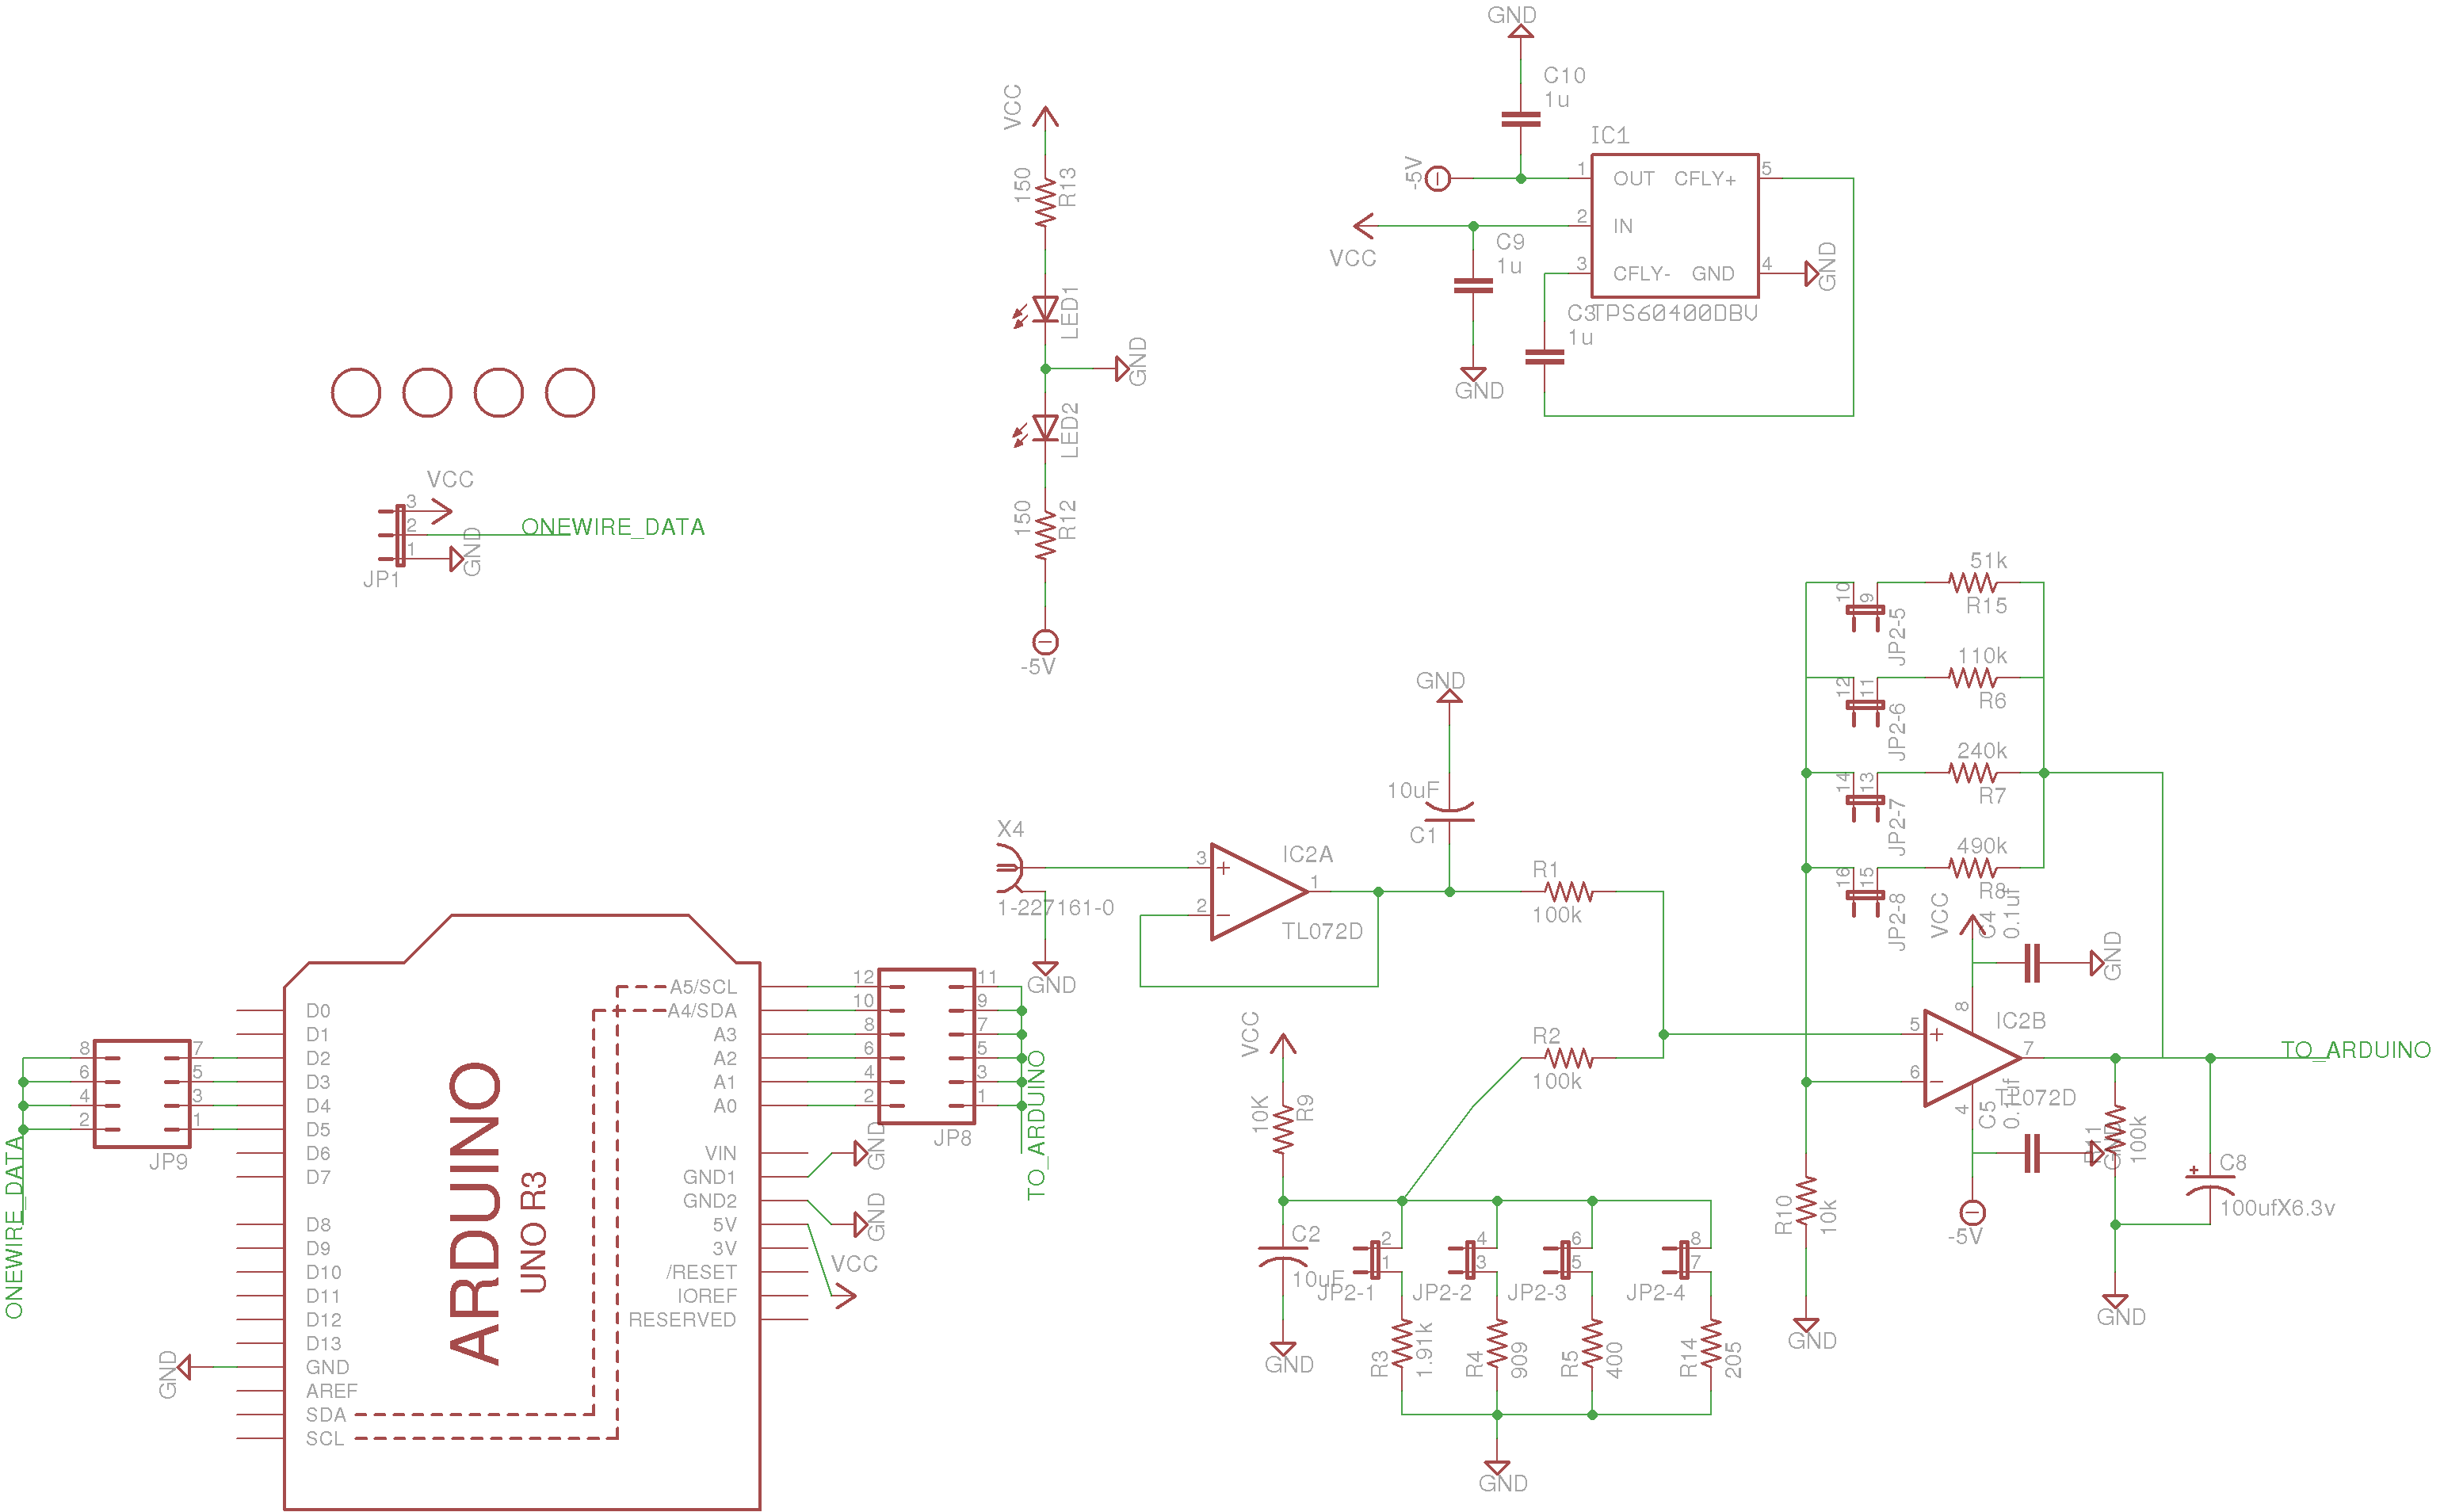 GND
C10
1u
IC1
-5V
1
OUT
CFLY+
5
2
IN
VCC
C9
1u
3
CFLY-
GND
4
GND
C3
TPS60400DBV
1u
GND
VCC
150
R13
LED1
GND
LED2
150
R12
-5V
VCC
3
2
1
ONEWIRE_DATA
GND
JP1
51k
10
9
R15
JP2-5
110k
12
11
R6
JP2-6
240k
14
13
R7
JP2-7
490k
16
15
R8
JP2-8
GND
10uF
C1
X4
1-227161-0
GND
3
2
1
IC2A
TL072D
R1
100k
R2
100k
VCC
C4
0.1uf
GND
8
IC2B
5
6
7
4
TL072D
TO_ARDUINO
C5
0.1uf
GND
-5V
R11
100k
C8
100ufX6.3v
GND
R10
10k
GND
VCC
10K
R9
C2
10uF
GND
2
1
JP2-1
4
3
JP2-2
6
5
JP2-3
8
7
JP2-4
R3
1.91k
R4
909
R5
400
R14
205
GND
ARDUINO
UNO R3
D0
D1
D2
D3
D4
D5
D6
D7
D8
D9
D10
D11
D12
D13
GND
AREF
SDA
SCL
A5/SCL
A4/SDA
A3
A2
A1
A0
VIN
GND1
GND2
5V
3V
/RESET
IOREF
RESERVED
GND
8
7
6
5
4
3
2
1
JP9
ONEWIRE_DATA
12
11
10
9
8
7
6
5
4
3
2
1
JP8
TO_ARDUINO
GND
GND
VCC